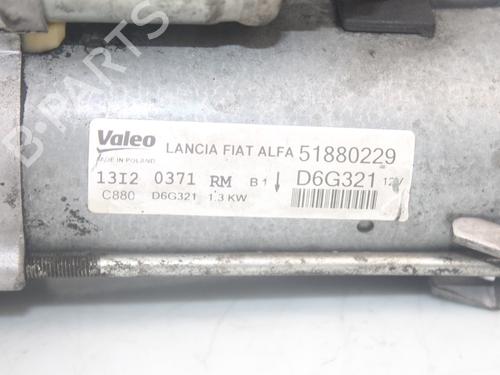 Valeo LANCIA FIAT ALFA 51880229
MADE IN POLAND
13I2 0371 RM B1 ↓ D6G321 12V
C880 D6G321 1.3 KW
B-PARTS